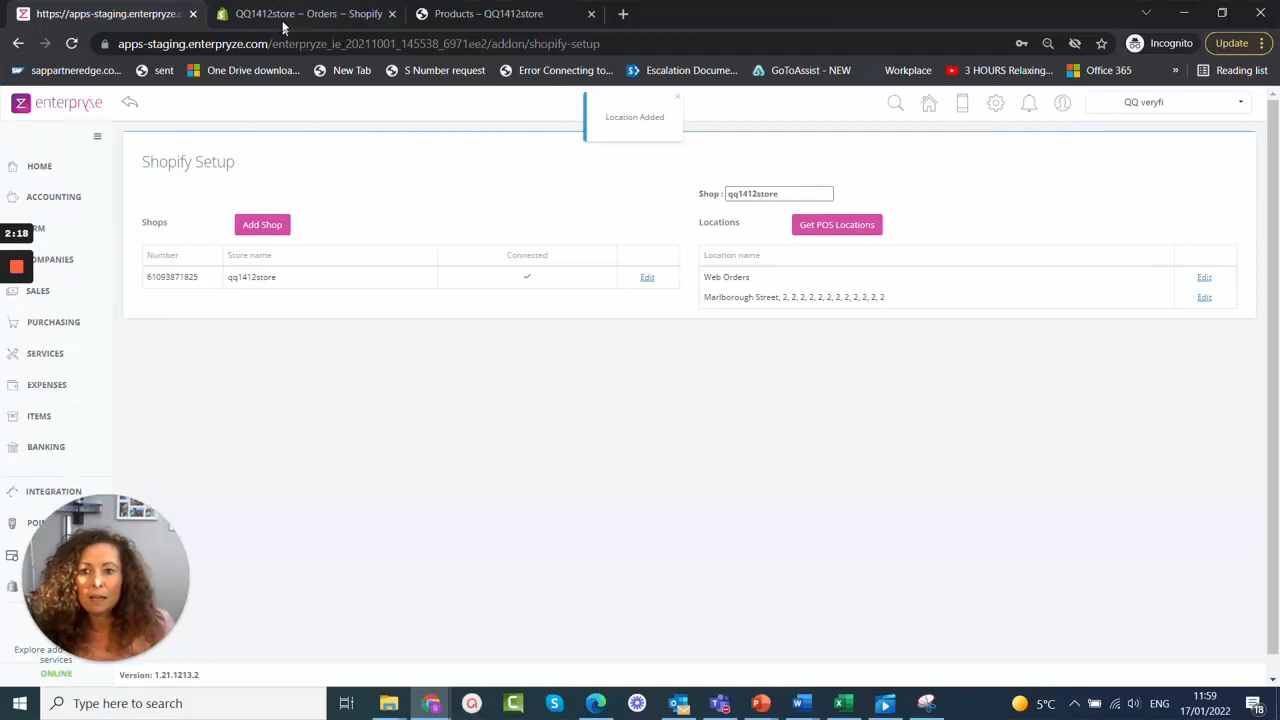 https://apps-staging.enterpryze. QQ1412store ~ Orders ~ Shopify Products – QQ1412store
apps-staging.enterpryze.com/enterpryze_ie_20211001_145538_6971ee2/addon/shopify-setup Incognito Update
sappartneredge.co... sent One Drive downloa... New Tab S Number request Error Connecting to... Escalation Docume... GoToAssist - NEW Workplace 3 HOURS Relaxing... Office 365 » Reading list
enterpryze QQ veryfi
Location Added
HOME
ACCOUNTING
2:18
COMPANIES
SALES
PURCHASING
SERVICES
EXPENSES
ITEMS
BANKING
INTEGRATION
Shopify Setup
Shop : qq1412store
Shops Add Shop Locations Get POS Locations
Number Store name Connected Location name
61093871825 qq1412store Edit Web Orders Edit
Marlborough Street, 2, 2, 2, 2, 2, 2, 2, 2, 2, 2, 2, 2 Edit
services
ONLINE
Version: 1.21.1213.2
Type here to search
5°C ENG 11:59
17/01/2022 18